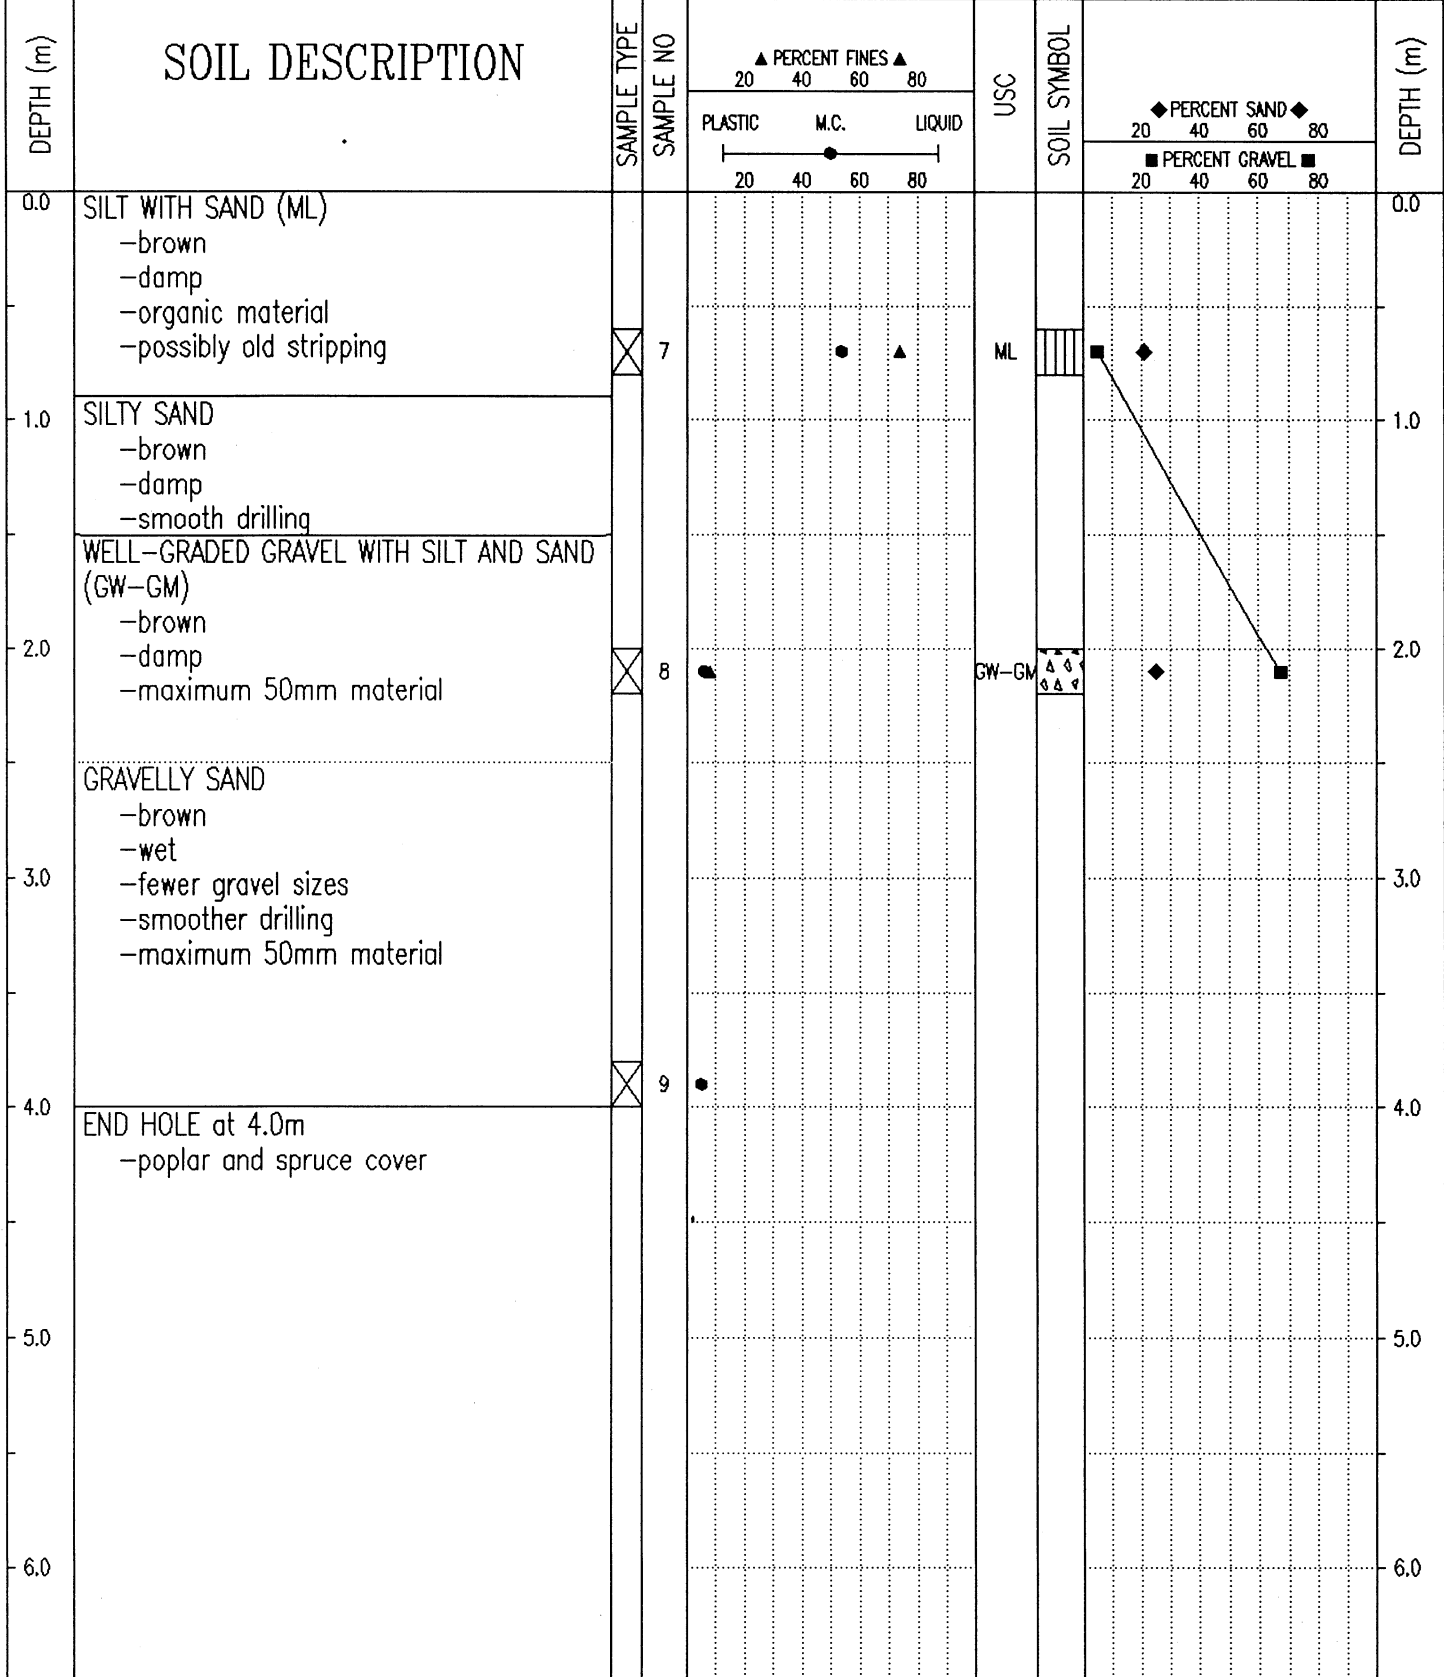 DEPTH (m)
SOIL DESCRIPTION
SAMPLE TYPE
SAMPLE NO
▲ PERCENT FINES ▲
20 40 60 80
PLASTIC M.C. LIQUID
20 40 60 80
USC
SOIL SYMBOL
◆ PERCENT SAND ◆
20 40 60 80
■ PERCENT GRAVEL ■
20 40 60 80
DEPTH (m)
0.0
SILT WITH SAND (ML)
0.0
-brown
-damp
-organic material
-possibly old stripping
7
ML
1.0
SILTY SAND
1.0
-brown
-damp
-smooth drilling
WELL-GRADED GRAVEL WITH SILT AND SAND
(GW-GM)
-brown
2.0
-damp
2.0
8
GW-GM
-maximum 50mm material
GRAVELLY SAND
-brown
-wet
3.0
-fewer gravel sizes
3.0
-smoother drilling
-maximum 50mm material
9
4.0
4.0
END HOLE at 4.0m
-poplar and spruce cover
5.0
5.0
6.0
6.0